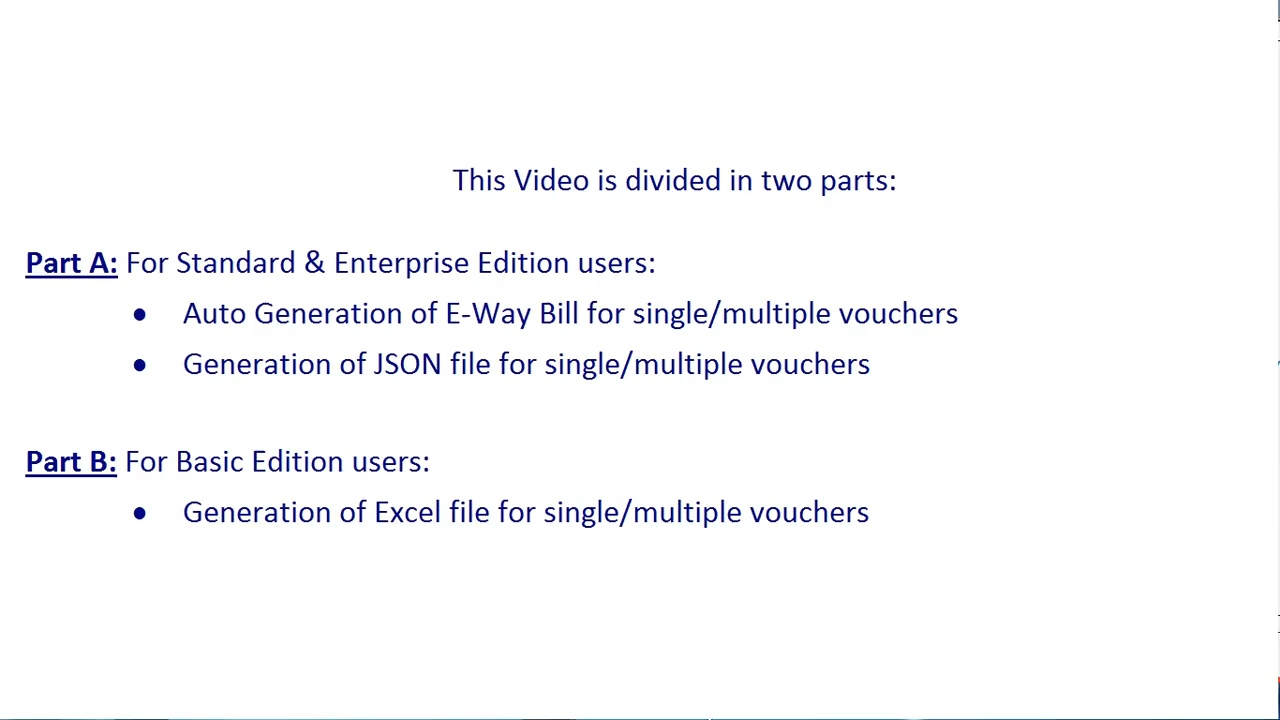 This Video is divided in two parts:
Part A: For Standard & Enterprise Edition users:
• Auto Generation of E-Way Bill for single/multiple vouchers
• Generation of JSON file for single/multiple vouchers
Part B: For Basic Edition users:
• Generation of Excel file for single/multiple vouchers